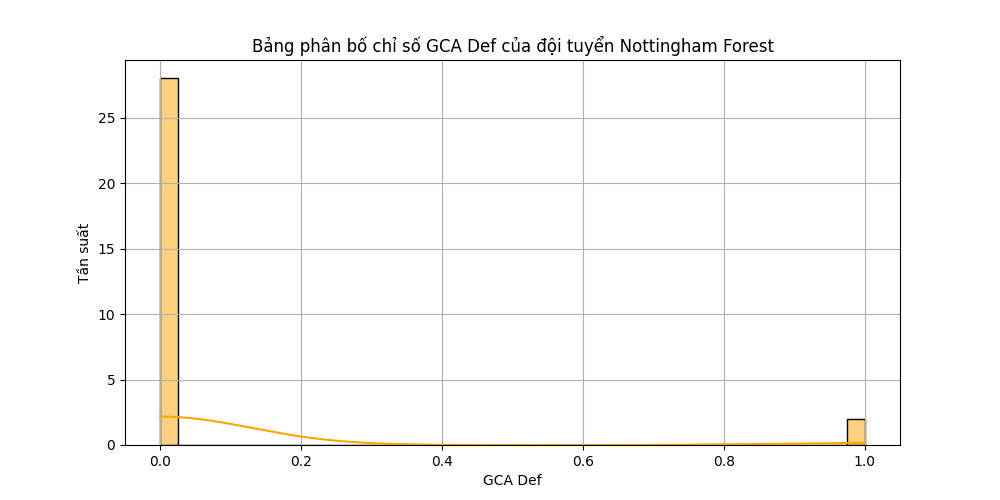 Bảng phân bố chỉ số GCA Def của đội tuyển Nottingham Forest
Tần suất
25
20
15
10
5
0
0.0 0.2 0.4 0.6 0.8 1.0
GCA Def